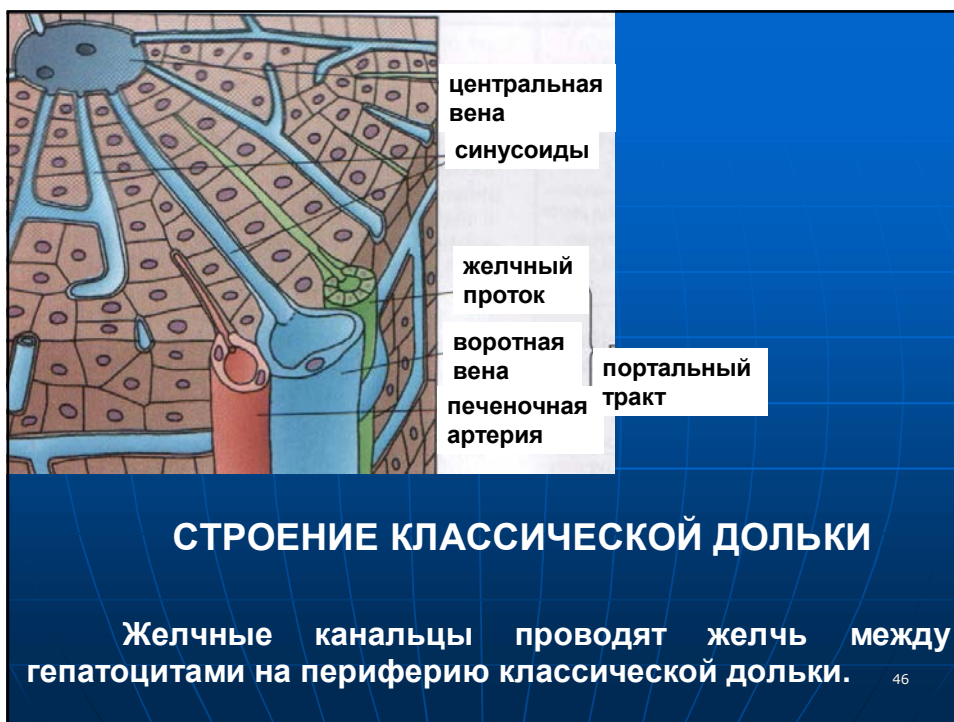 центральная
вена
синусоиды
желчный
проток
воротная
вена
портальный
тракт
печеночная
артерия
СТРОЕНИЕ КЛАССИЧЕСКОЙ ДОЛЬКИ
Желчные канальцы проводят желчь между
гепатоцитами на периферию классической дольки.
46